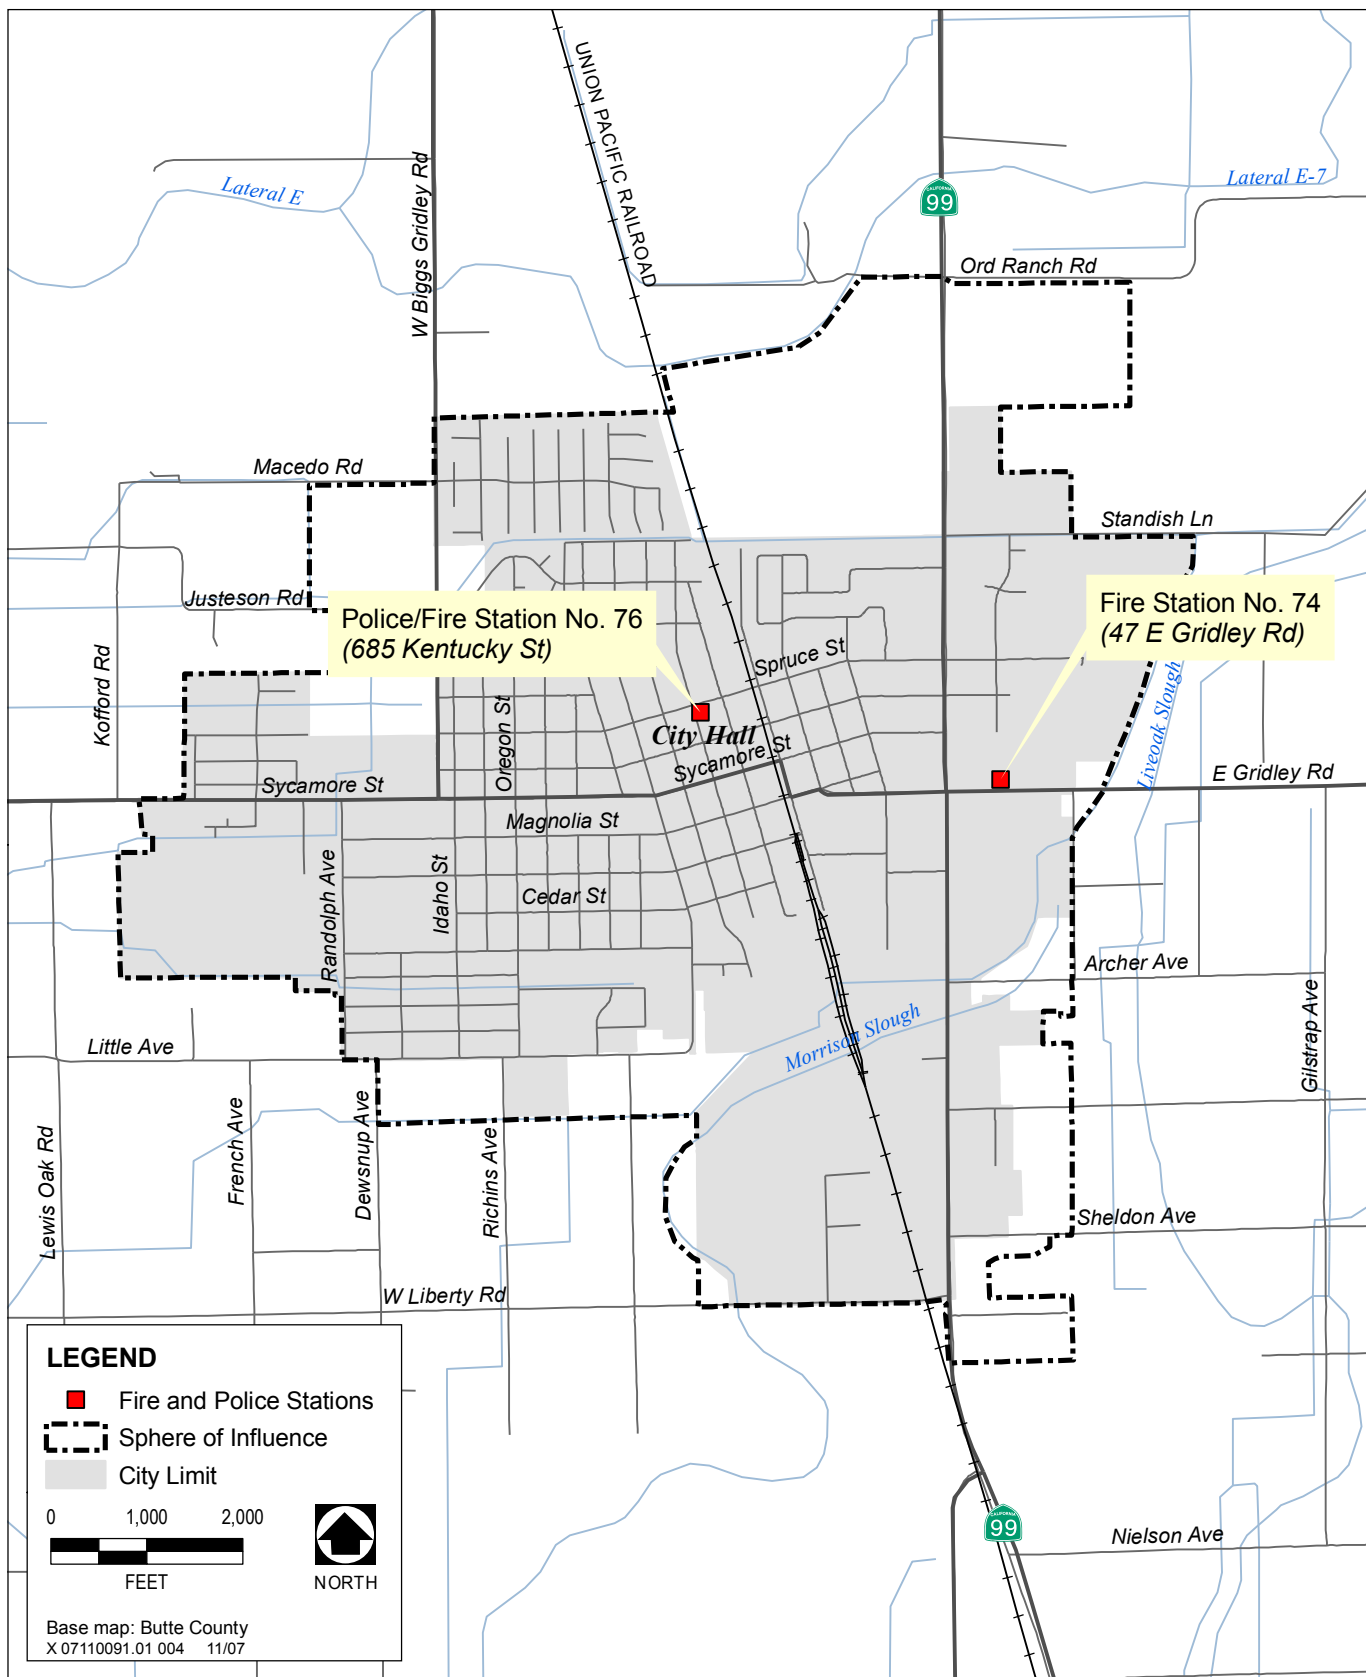 UNION PACIFIC RAILROAD
W Biggs Gridley Rd
Lateral E
Lateral E-7
CALIFORNIA
99
Ord Ranch Rd
Macedo Rd
Standish Ln
Justeson Rd
Police/Fire Station No. 76
(685 Kentucky St)
Fire Station No. 74
(47 E Gridley Rd)
Kofford Rd
Spruce St
Liveoak Slough
Oregon St
City Hall
Sycamore St
Sycamore St
E Gridley Rd
Magnolia St
Randolph Ave
Idaho St
Cedar St
Archer Ave
Gilstrap Ave
Little Ave
Morrison Slough
Lewis Oak Rd
French Ave
Dewsnup Ave
Richins Ave
Sheldon Ave
W Liberty Rd
LEGEND
Fire and Police Stations
Sphere of Influence
City Limit
0 1,000 2,000
FEET
NORTH
Base map: Butte County
X 07110091.01 004 11/07
CALIFORNIA
99
Nielson Ave